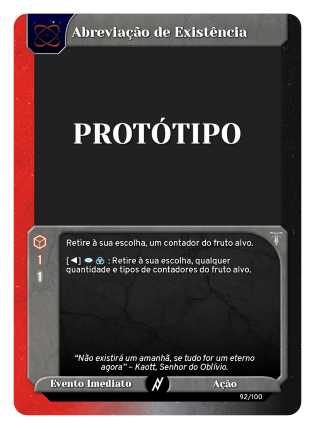 Abreviação de Existência
PROTÓTIPO
Retire à sua escolha, um contador do fruto alvo.
1
1
[◄] : Retire à sua escolha, qualquer
quantidade e tipos de contadores do fruto alvo.
“Não existirá um amanhã, se tudo for um eterno
agora” – Kaott, Senhor do Oblívio.
Evento Imediato
Ação
92/100